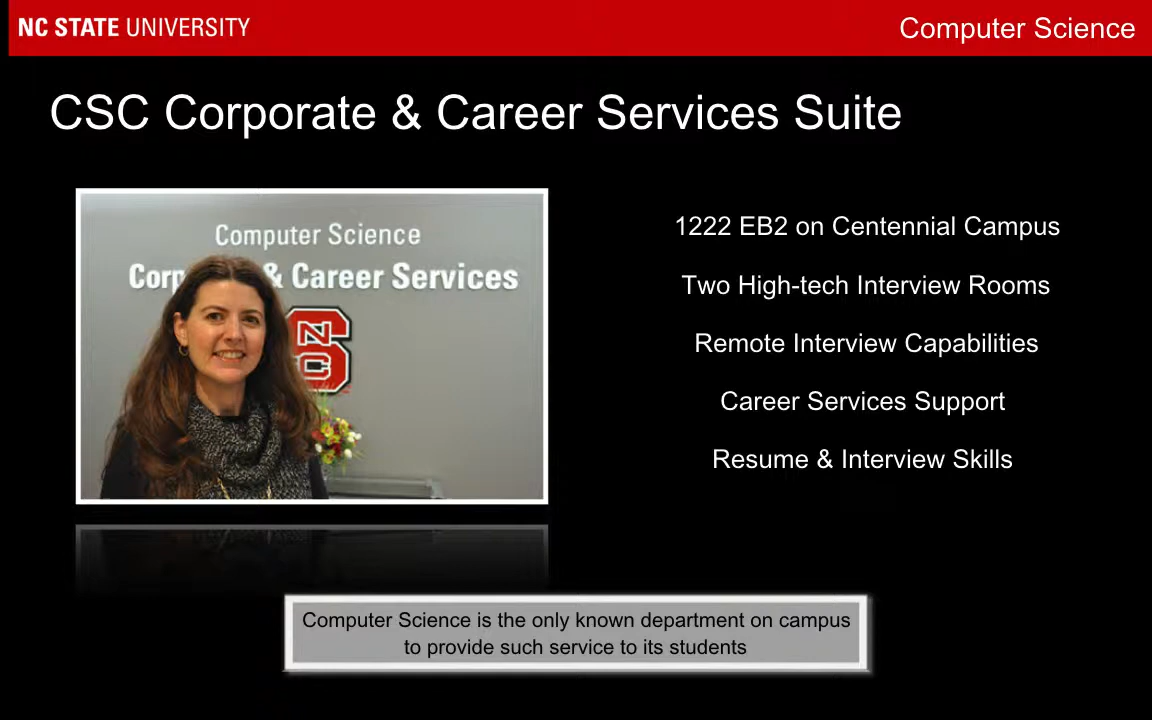 NC STATE UNIVERSITY
Computer Science
CSC Corporate & Career Services Suite
Computer Science
Corp & Career Services
NC S
1222 EB2 on Centennial Campus
Two High-tech Interview Rooms
Remote Interview Capabilities
Career Services Support
Resume & Interview Skills
Computer Science is the only known department on campus
to provide such service to its students